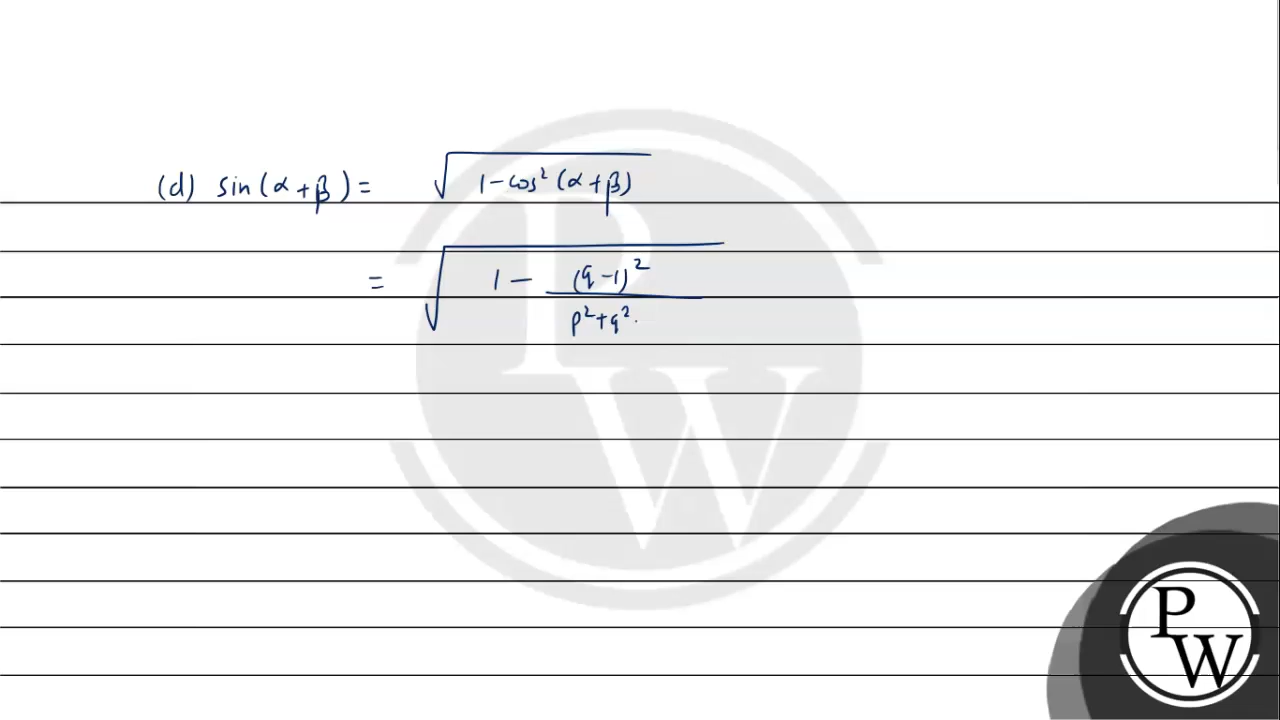 (d) sin(α+β) = √(1-cos²(α+β))
= √(1 - (q-1)²/(p²+q².
P
W
P
W